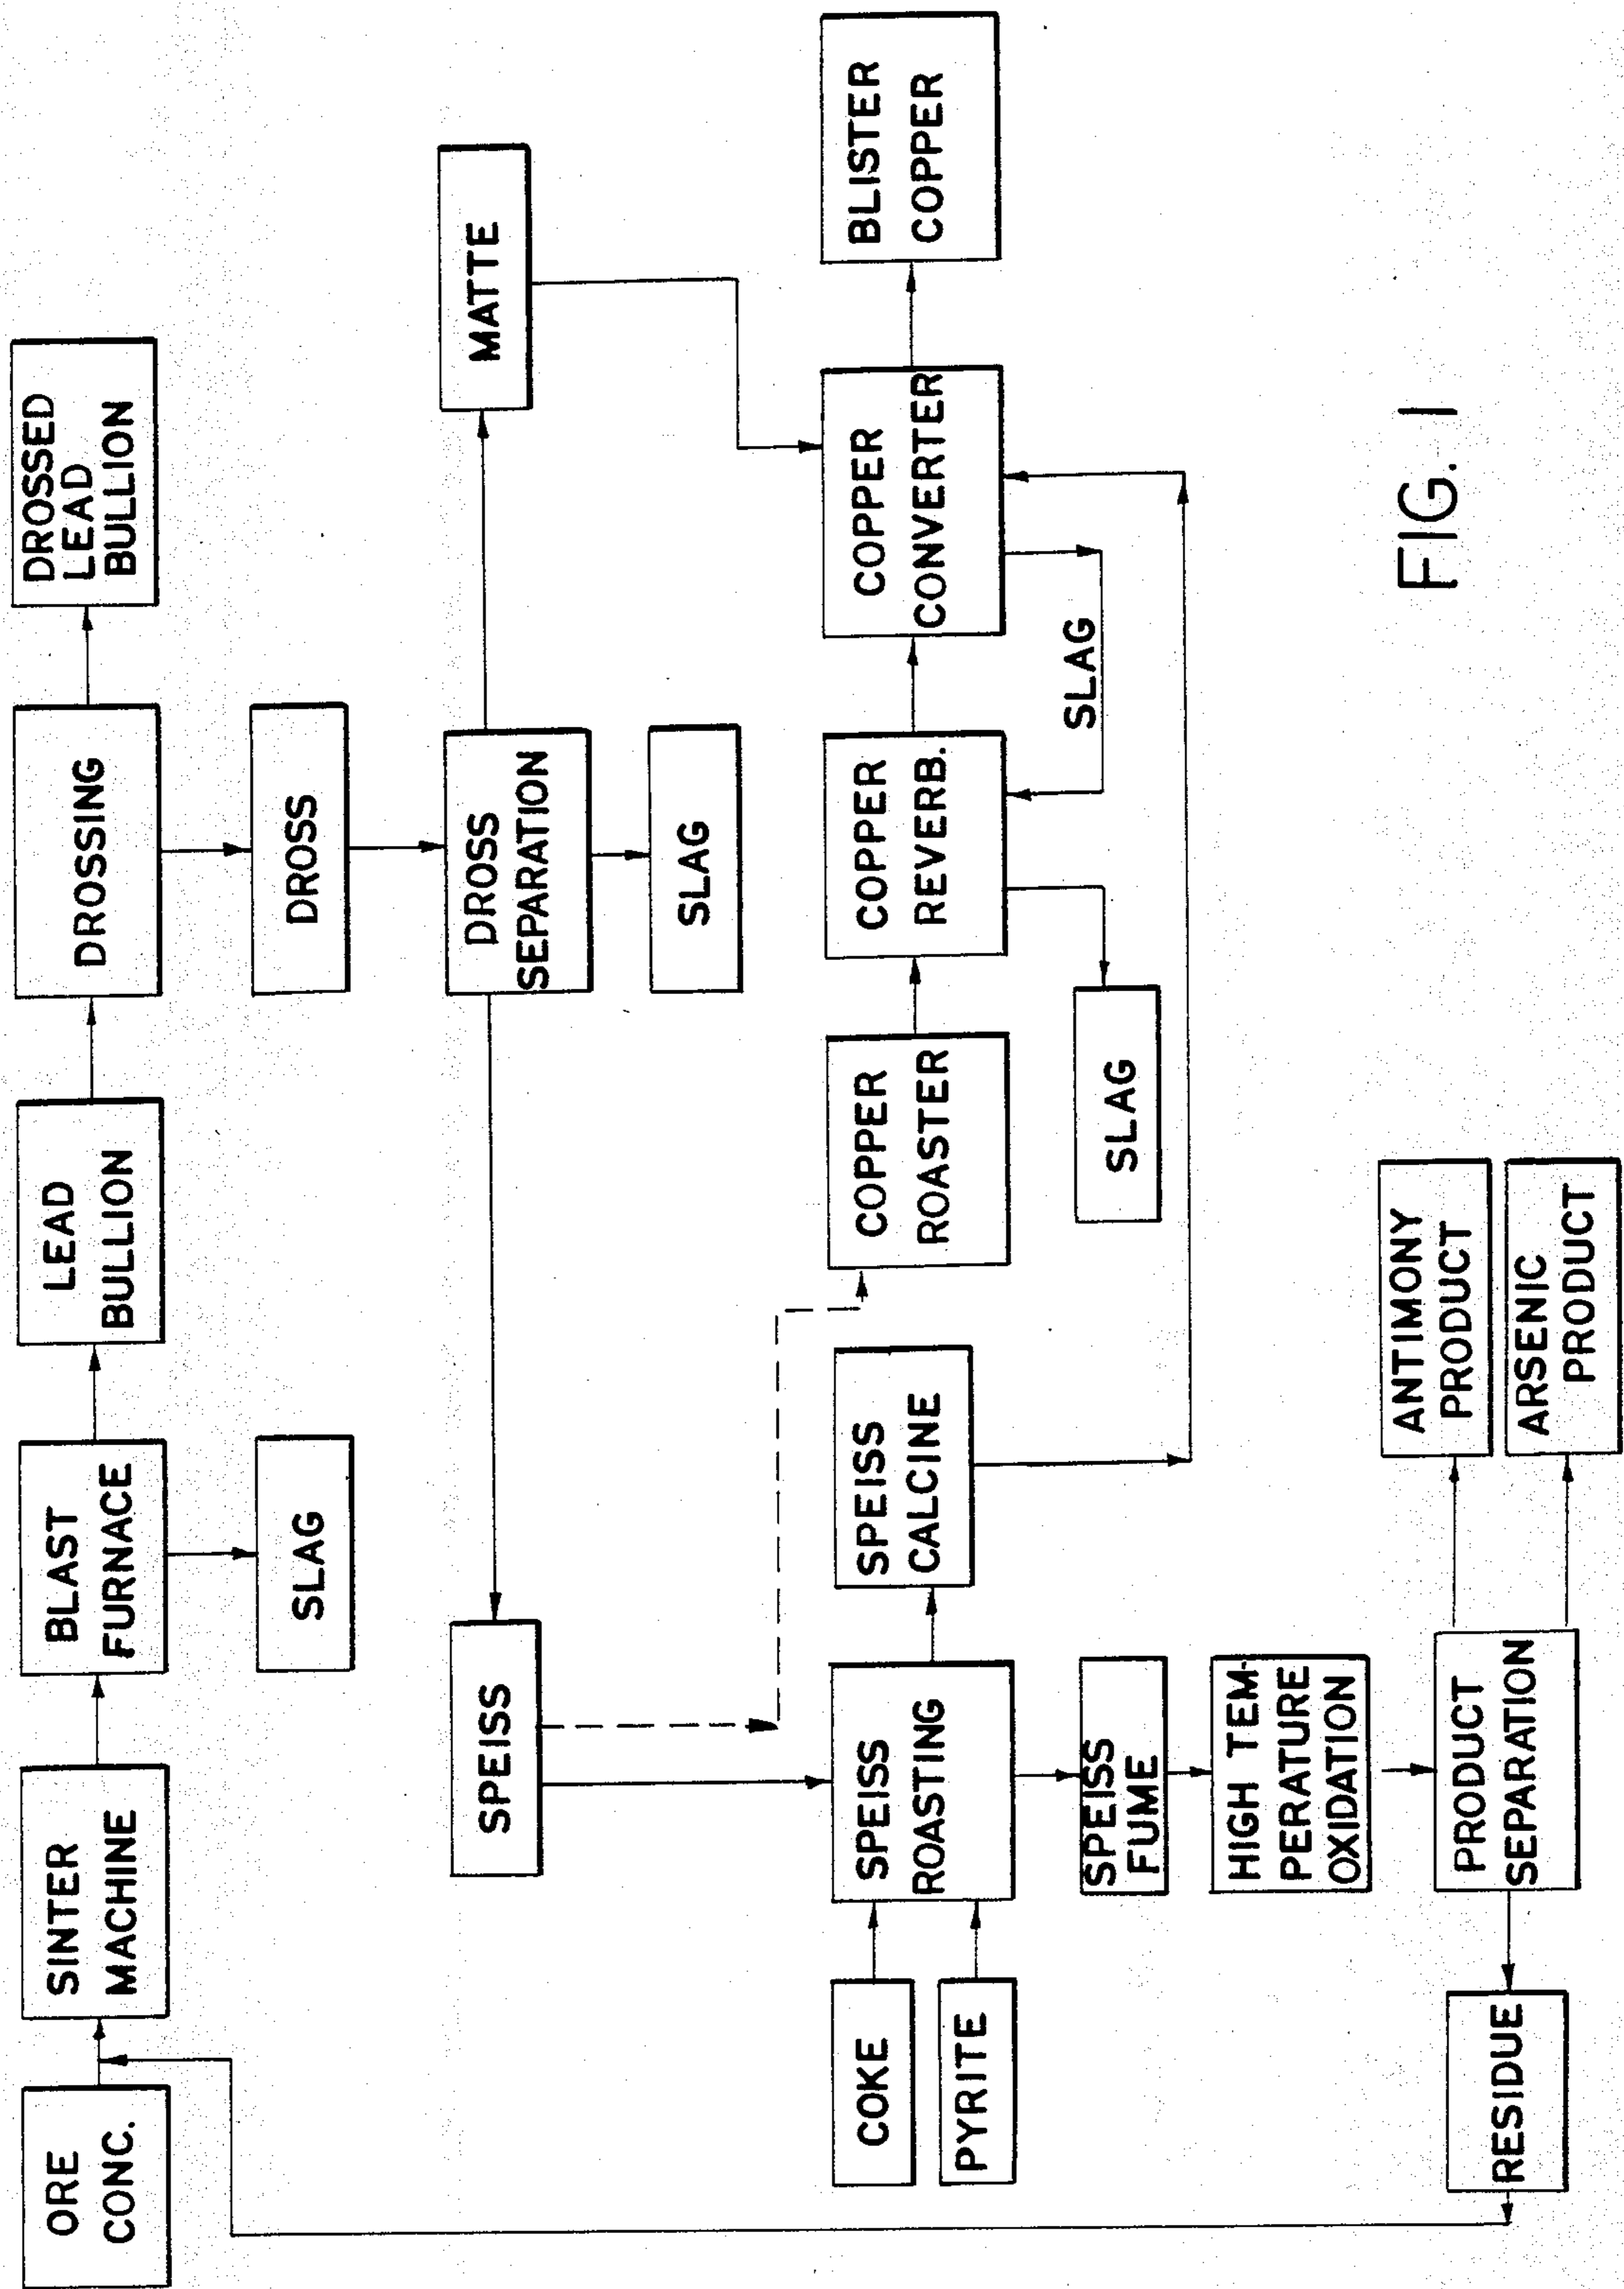 ORE
CONC.
SINTER
MACHINE
BLAST
FURNACE
LEAD
BULLION
DROSSING
DROSSED
LEAD
BULLION
SLAG
DROSS
SPEISS
DROSS
SEPARATION
MATTE
SLAG
COKE
PYRITE
SPEISS
ROASTING
SPEISS
CALCINE
COPPER
ROASTER
COPPER
REVERB.
COPPER
CONVERTER
BLISTER
COPPER
SLAG
SLAG
SPEISS
FUME
HIGH TEM-
PERATURE
OXIDATION
RESIDUE
PRODUCT
SEPARATION
ANTIMONY
PRODUCT
ARSENIC
PRODUCT
FIG. 1